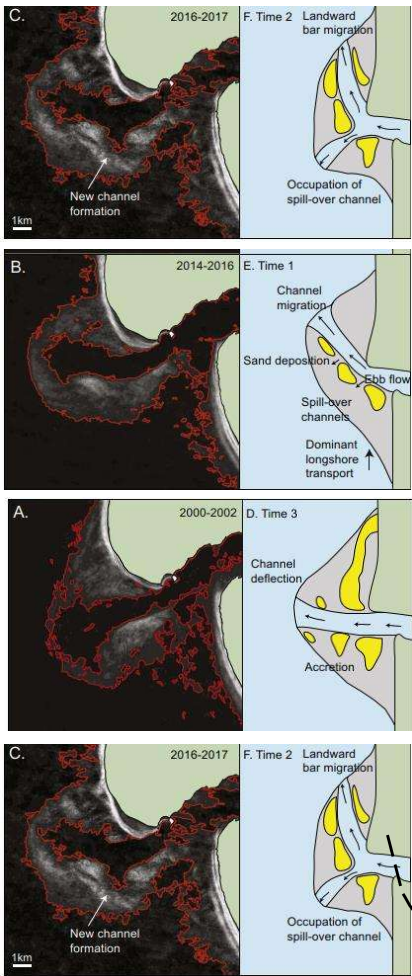 C.
2016-2017
New channel
formation
1km
F. Time 2
Landward
bar migration
Occupation of
spill-over channel
B.
2014-2016
E. Time 1
Channel
migration
Sand deposition
Ebb flow
Spill-over
channels
Dominant
longshore
transport
A.
2000-2002
D. Time 3
Channel
deflection
Accretion
C.
2016-2017
New channel
formation
1km
F. Time 2
Landward
bar migration
Occupation of
spill-over channel